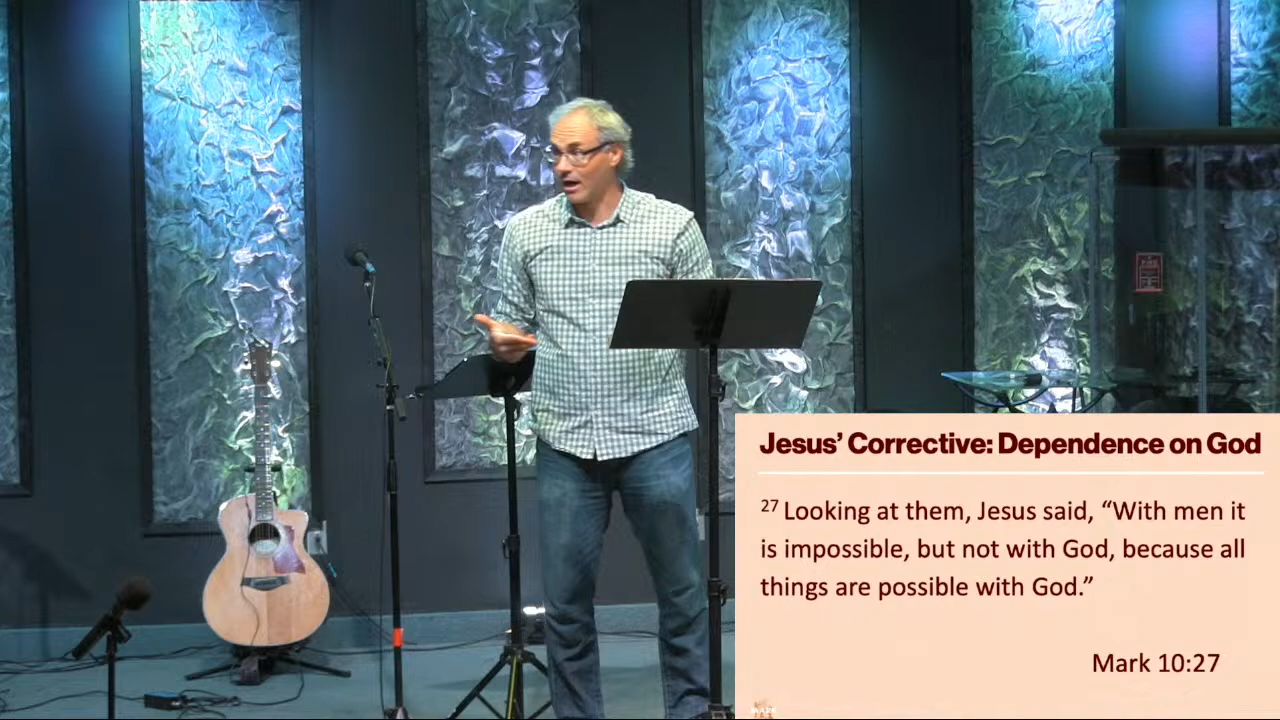 Jesus’ Corrective: Dependence on God
27 Looking at them, Jesus said, “With men it
is impossible, but not with God, because all
things are possible with God.”
Mark 10:27